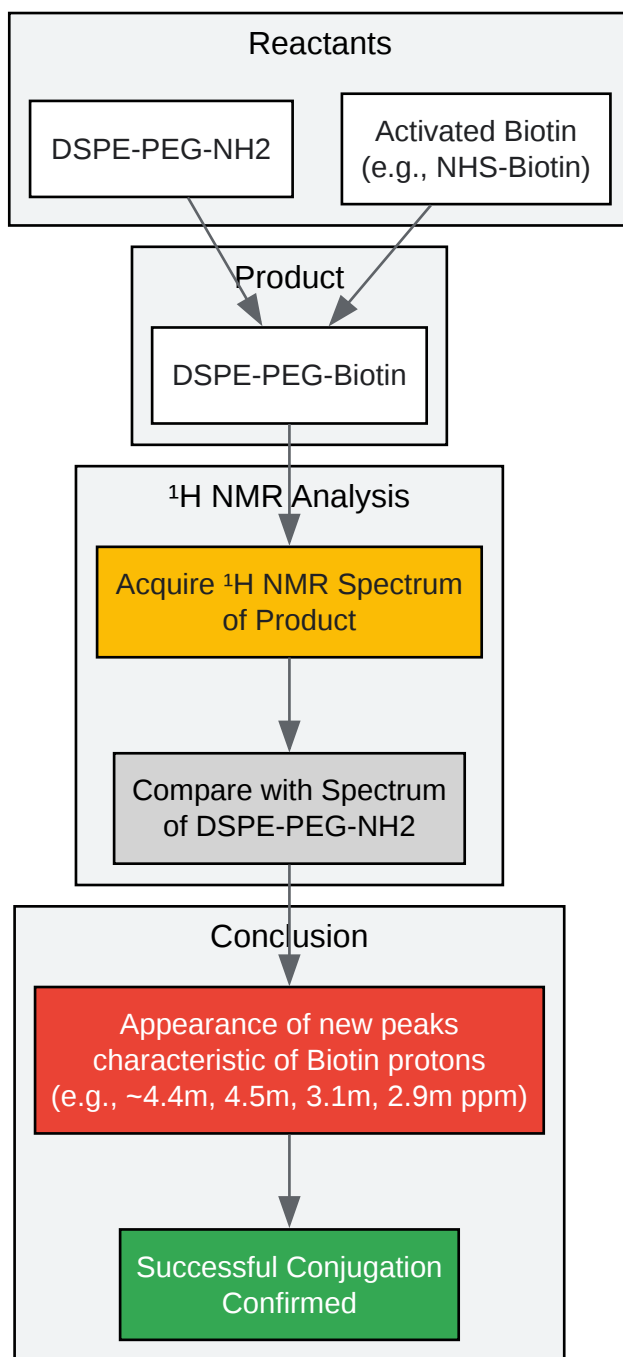 Reactants
DSPE-PEG-NH2
Activated Biotin
(e.g., NHS-Biotin)
Product
DSPE-PEG-Biotin
¹H NMR Analysis
Acquire ¹H NMR Spectrum
of Product
Compare with Spectrum
of DSPE-PEG-NH2
Conclusion
Appearance of new peaks
characteristic of Biotin protons
(e.g., ~4.4m, 4.5m, 3.1m, 2.9m ppm)
Successful Conjugation
Confirmed